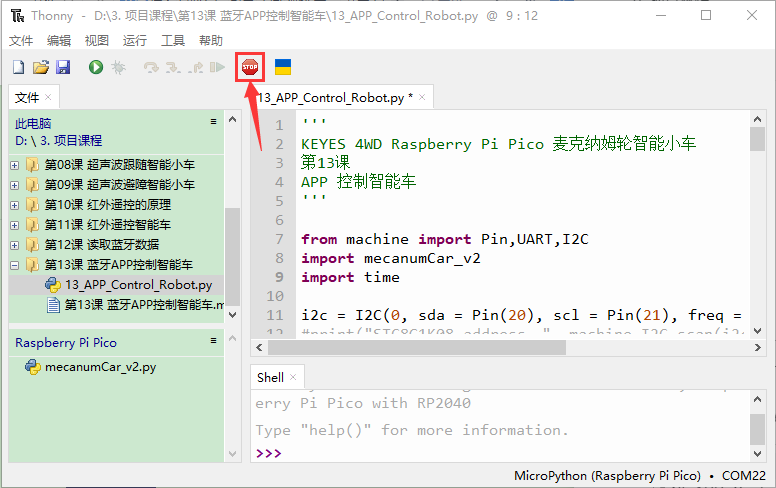 Thonny - D:\3. 项目课程\第13课 蓝牙APP控制智能车\13_APP_Control_Robot.py @ 9 : 12
文件 编辑 视图 运行 工具 帮助
STOP
文件 ×
13_APP_Control_Robot.py * ×
此电脑
D: \ 3. 项目课程
第08课 超声波跟随智能小车
第09课 超声波避障智能小车
第10课 红外遥控的原理
第11课 红外遥控智能车
第12课 读取蓝牙数据
第13课 蓝牙APP控制智能车
13_APP_Control_Robot.py
第13课 蓝牙APP控制智能车.m
Raspberry Pi Pico
mecanumCar_v2.py
1 '''
2 KEYES 4WD Raspberry Pi Pico 麦克纳姆轮智能小车
3 第13课
4 APP 控制智能车
5 '''
6
7 from machine import Pin,UART,I2C
8 import mecanumCar_v2
9 import time
10
11 i2c = I2C(0, sda = Pin(20), scl = Pin(21), freq =
Shell ×
erry Pi Pico with RP2040
Type "help()" for more information.
>>>
MicroPython (Raspberry Pi Pico) • COM22